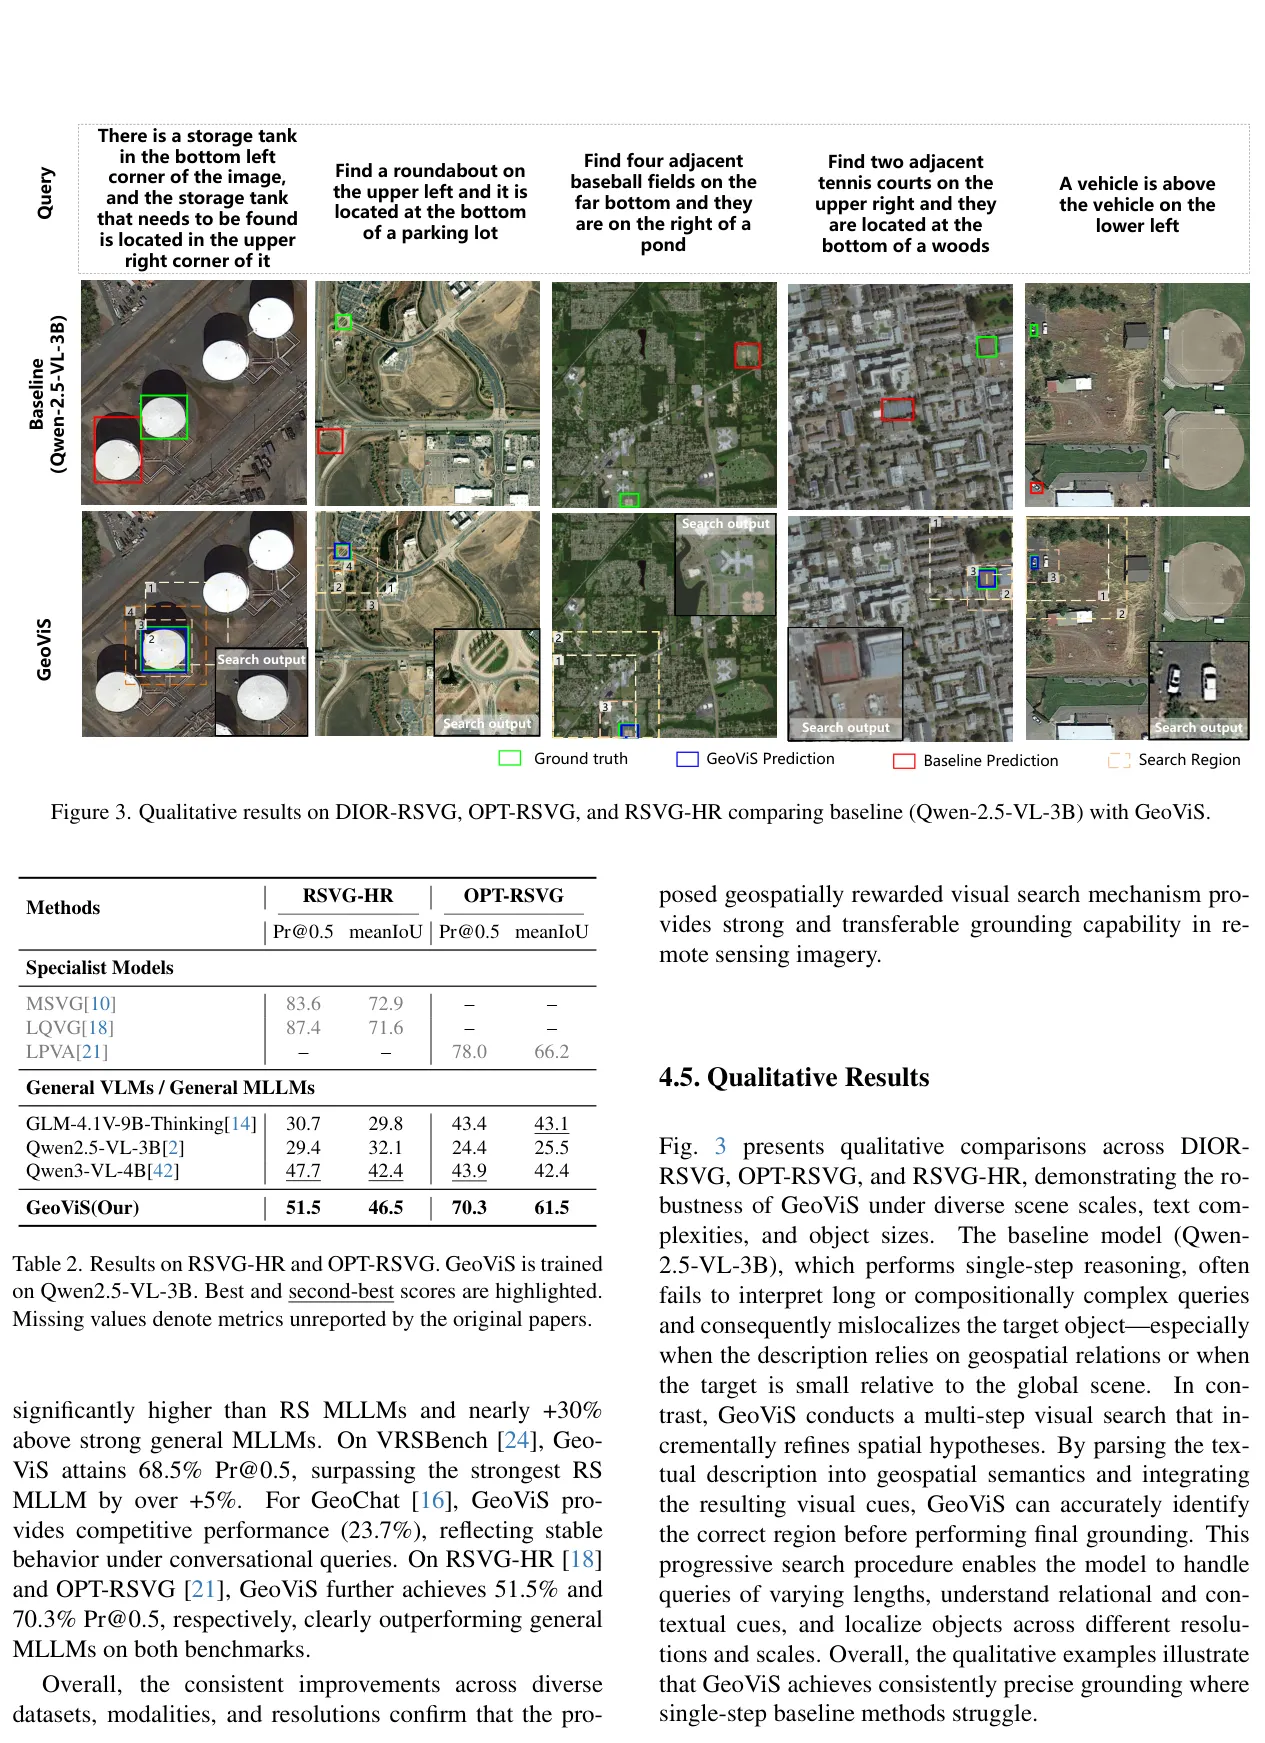 Query
There is a storage tank
in the bottom left
corner of the image,
and the storage tank
that needs to be found
is located in the upper
right corner of it
Find a roundabout on
the upper left and it is
located at the bottom
of a parking lot
Find four adjacent
baseball fields on the
far bottom and they
are on the right of a
pond
Find two adjacent
tennis courts on the
upper right and they
are located at the
bottom of a woods
A vehicle is above
the vehicle on the
lower left
Baseline
(Qwen-2.5-VL-3B)
GeoViS
1
4
3
2
Search output
4
2
1
3
Search output
2
1
3
Search output
1
3
2
Search output
3
1
2
Search output
Ground truth
GeoViS Prediction
Baseline Prediction
Search Region
Figure 3. Qualitative results on DIOR-RSVG, OPT-RSVG, and RSVG-HR comparing baseline (Qwen-2.5-VL-3B) with GeoViS.
Methods RSVG-HR OPT-RSVG
Pr@0.5 meanIoU Pr@0.5 meanIoU
Specialist Models
MSVG[10] 83.6 72.9 – –
LQVG[18] 87.4 71.6 – –
LPVA[21] – – 78.0 66.2
General VLMs / General MLLMs
GLM-4.1V-9B-Thinking[14] 30.7 29.8 43.4 43.1
Qwen2.5-VL-3B[2] 29.4 32.1 24.4 25.5
Qwen3-VL-4B[42] 47.7 42.4 43.9 42.4
GeoViS(Our) 51.5 46.5 70.3 61.5
Table 2. Results on RSVG-HR and OPT-RSVG. GeoViS is trained
on Qwen2.5-VL-3B. Best and second-best scores are highlighted.
Missing values denote metrics unreported by the original papers.
significantly higher than RS MLLMs and nearly +30%
above strong general MLLMs. On VRSBench [24], Geo-
ViS attains 68.5% Pr@0.5, surpassing the strongest RS
MLLM by over +5%. For GeoChat [16], GeoViS pro-
vides competitive performance (23.7%), reflecting stable
behavior under conversational queries. On RSVG-HR [18]
and OPT-RSVG [21], GeoViS further achieves 51.5% and
70.3% Pr@0.5, respectively, clearly outperforming general
MLLMs on both benchmarks.
Overall, the consistent improvements across diverse
datasets, modalities, and resolutions confirm that the pro-
posed geospatially rewarded visual search mechanism pro-
vides strong and transferable grounding capability in re-
mote sensing imagery.
4.5. Qualitative Results
Fig. 3 presents qualitative comparisons across DIOR-
RSVG, OPT-RSVG, and RSVG-HR, demonstrating the ro-
bustness of GeoViS under diverse scene scales, text com-
plexities, and object sizes. The baseline model (Qwen-
2.5-VL-3B), which performs single-step reasoning, often
fails to interpret long or compositionally complex queries
and consequently mislocalizes the target object—especially
when the description relies on geospatial relations or when
the target is small relative to the global scene. In con-
trast, GeoViS conducts a multi-step visual search that in-
crementally refines spatial hypotheses. By parsing the tex-
tual description into geospatial semantics and integrating
the resulting visual cues, GeoViS can accurately identify
the correct region before performing final grounding. This
progressive search procedure enables the model to handle
queries of varying lengths, understand relational and con-
textual cues, and localize objects across different resolu-
tions and scales. Overall, the qualitative examples illustrate
that GeoViS achieves consistently precise grounding where
single-step baseline methods struggle.